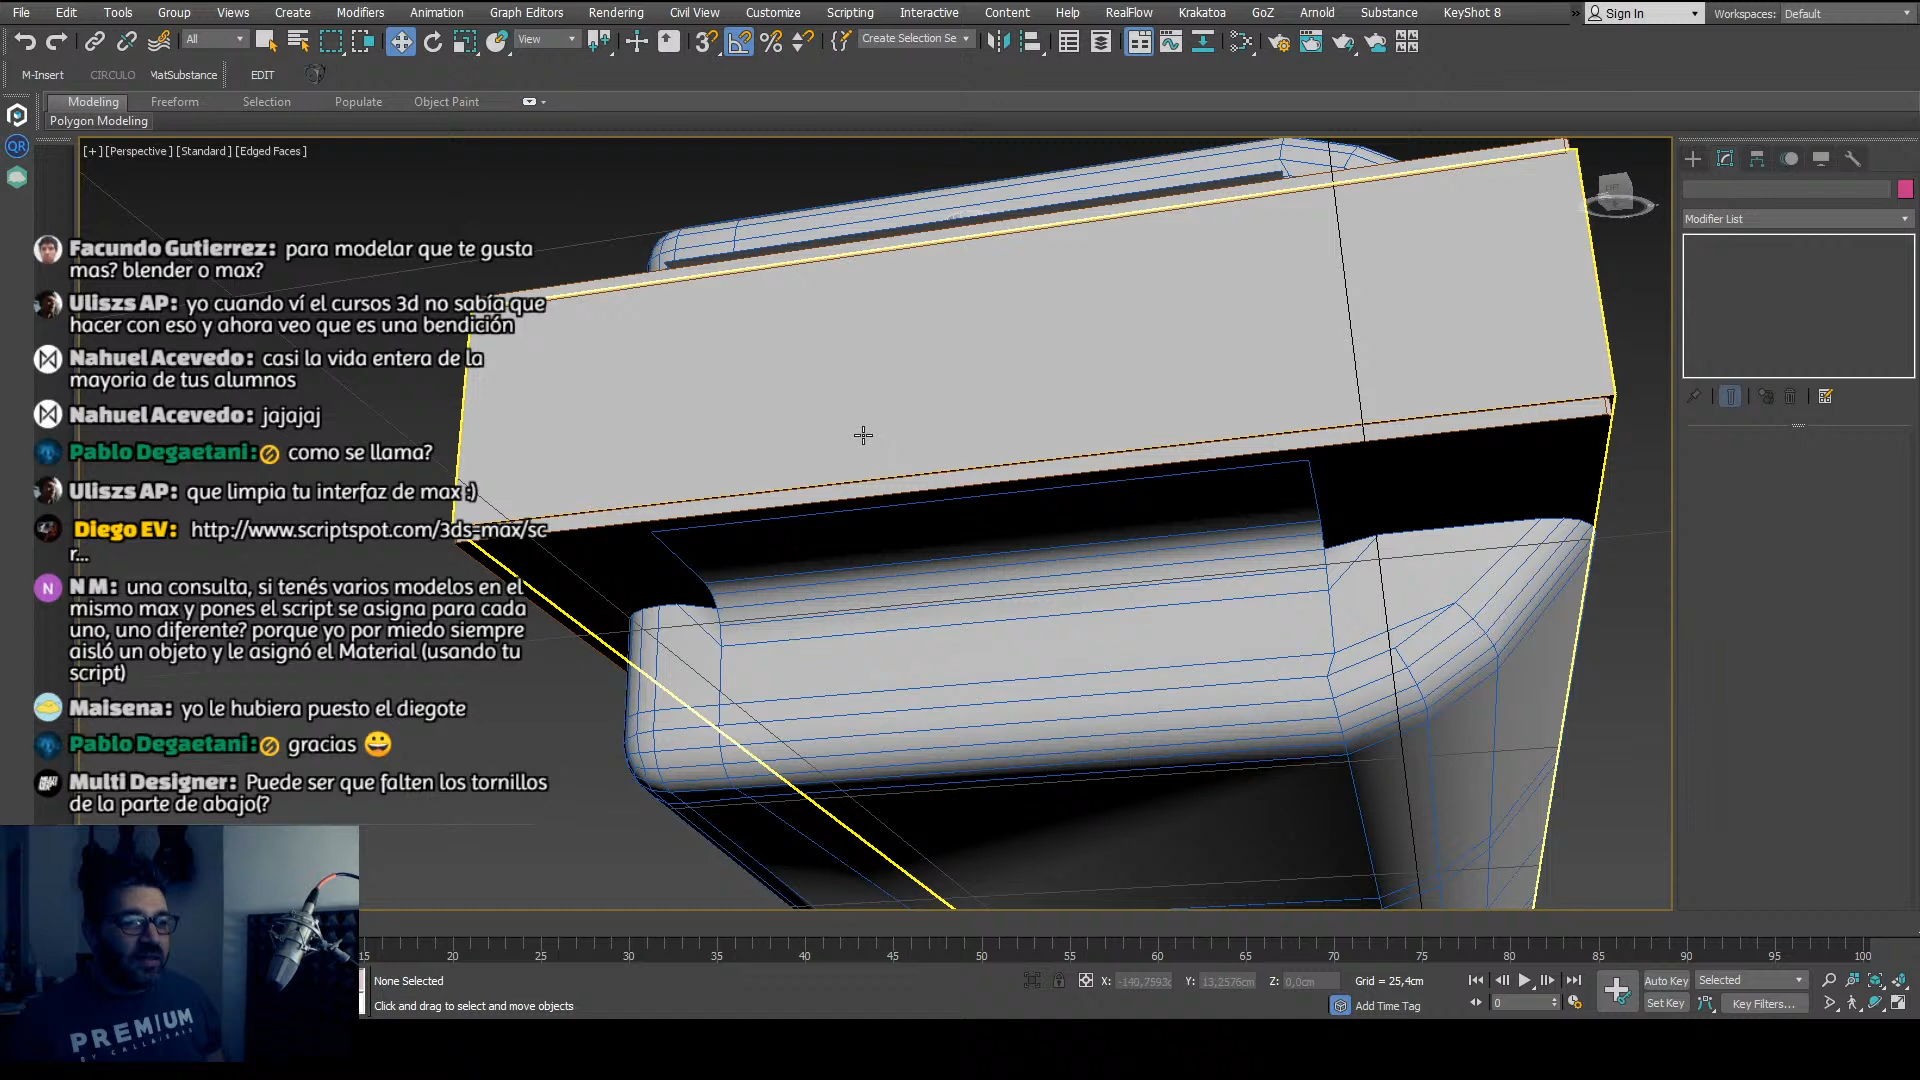 File Edit Tools Group Views Create Modifiers Animation Graph Editors Rendering Civil View Customize Scripting Interactive Content Help RealFlow Krakatoa GoZ Arnold Substance KeyShot 8 » Sign In Workspaces: Default
All View Create Selection Se
M-Insert CIRCULO MatSubstance EDIT
Modeling Freeform Selection Populate Object Paint
Polygon Modeling
QR
[+] [Perspective] [Standard] [Edged Faces]
Modifier List
Facundo Gutierrez: para modelar que te gusta
mas? blender o max?
Uliszs AP: yo cuando ví el cursos 3d no sabía que
hacer con eso y ahora veo que es una bendición
Nahuel Acevedo: casi la vida entera de la
mayoria de tus alumnos
Nahuel Acevedo: jajajaj
Pablo Degaetani: como se llama?
Uliszs AP: que limpia tu interfaz de max :)
Diego EV: http://www.scriptspot.com/3ds-max/sc
r...
N
N M: una consulta, si tenés varios modelos en el
mismo max y pones el script se asigna para cada
uno, uno diferente? porque yo por miedo siempre
aisló un objeto y le asignó el Material (usando tu
script)
Maisena: yo le hubiera puesto el diegote
Pablo Degaetani: gracias 😀
Multi Designer: Puede ser que falten los tornillos
de la parte de abajo(?
PREMIUM
15 20 25 30 35 40 45 50 55 60 65 70 75 80 85 90 95 100
None Selected X: -140,7593c Y: 13,2576cm Z: 0,0cm Grid = 25,4cm Auto Key Selected
Click and drag to select and move objects Add Time Tag 0 Set Key Key Filters...